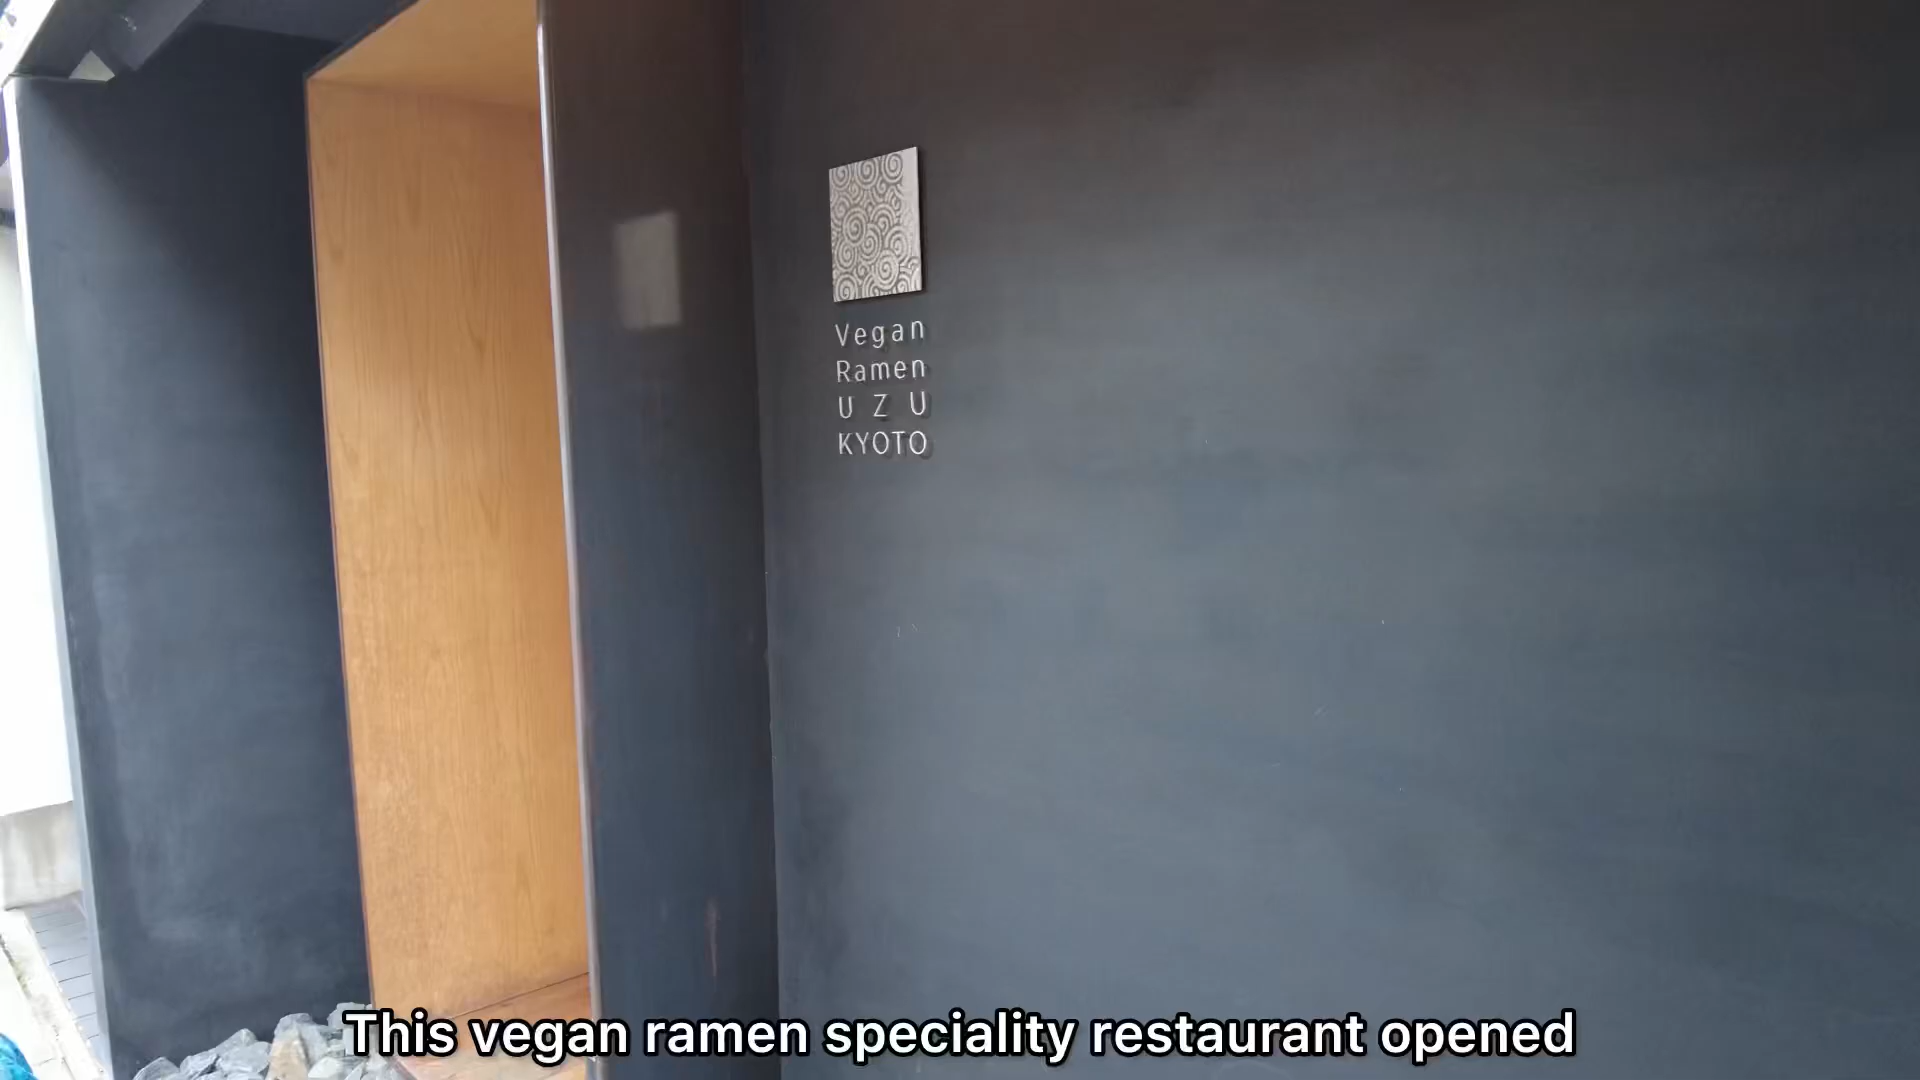 Vegan
Ramen
U Z U
KYOTO
This vegan ramen speciality restaurant opened